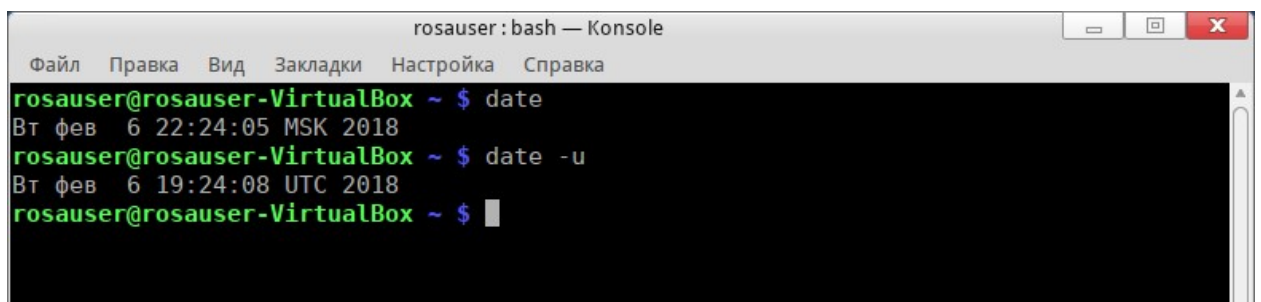 rosauser : bash — Konsole
Файл Правка Вид Закладки Настройка Справка
rosauser@rosauser-VirtualBox ~ $ date
Вт фев  6 22:24:05 MSK 2018
rosauser@rosauser-VirtualBox ~ $ date -u
Вт фев  6 19:24:08 UTC 2018
rosauser@rosauser-VirtualBox ~ $